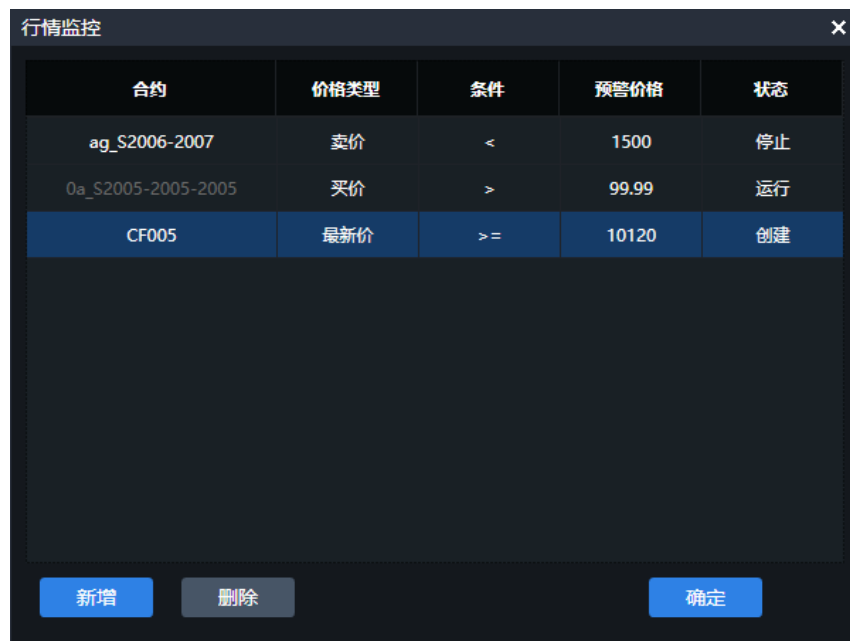 行情监控
合约 价格类型 条件 预警价格 状态
ag_S2006-2007 卖价 < 1500 停止
0a_S2005-2005-2005 买价 > 99.99 运行
CF005 最新价 >= 10120 创建
新增 删除 确定